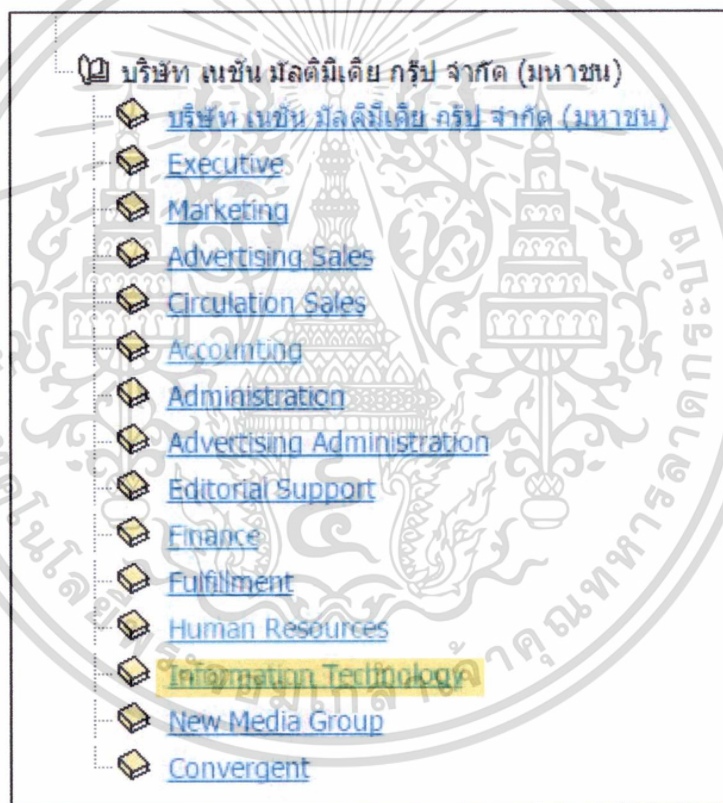 บริษัท เนชั่น มัลติมีเดีย กรุ๊ป จำกัด (มหาชน)
บริษัท เนชั่น มัลติมีเดีย กรุ๊ป จำกัด (มหาชน)
Executive
Marketing
Advertising Sales
Circulation Sales
Accounting
Administration
Advertising Administration
Editorial Support
Finance
Fulfillment
Human Resources
Information Technology
New Media Group
Convergent